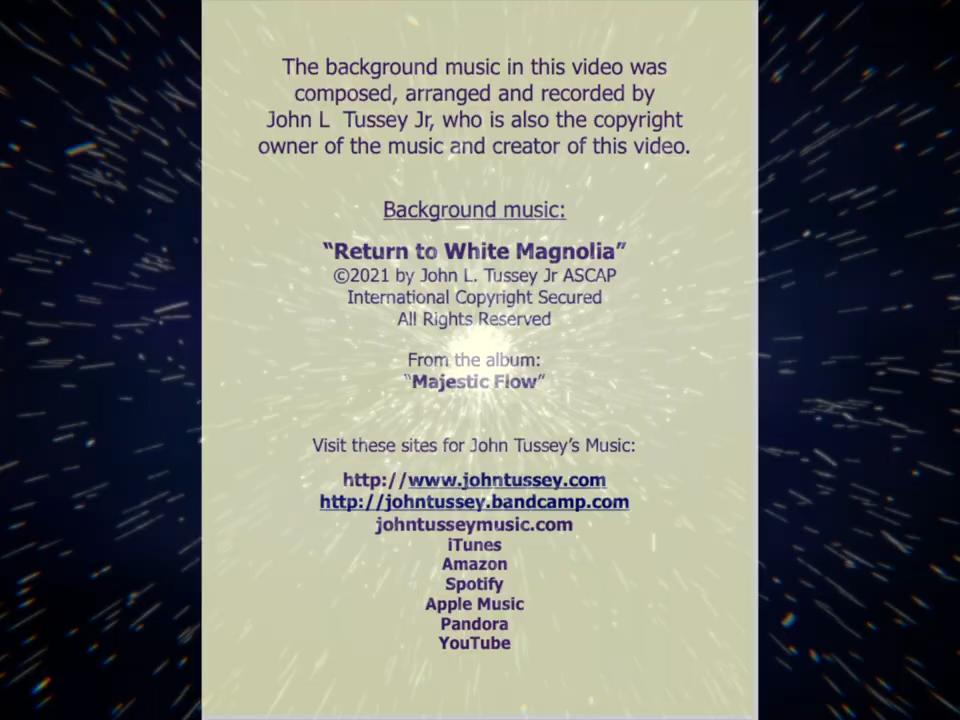 The background music in this video was
composed, arranged and recorded by
John L  Tussey Jr, who is also the copyright
owner of the music and creator of this video.
Background music:
“Return to White Magnolia”
©2021 by John L. Tussey Jr ASCAP
International Copyright Secured
All Rights Reserved
From the album:
“Majestic Flow”
Visit these sites for John Tussey’s Music:
http://www.johntussey.com
http://johntussey.bandcamp.com
johntusseymusic.com
iTunes
Amazon
Spotify
Apple Music
Pandora
YouTube